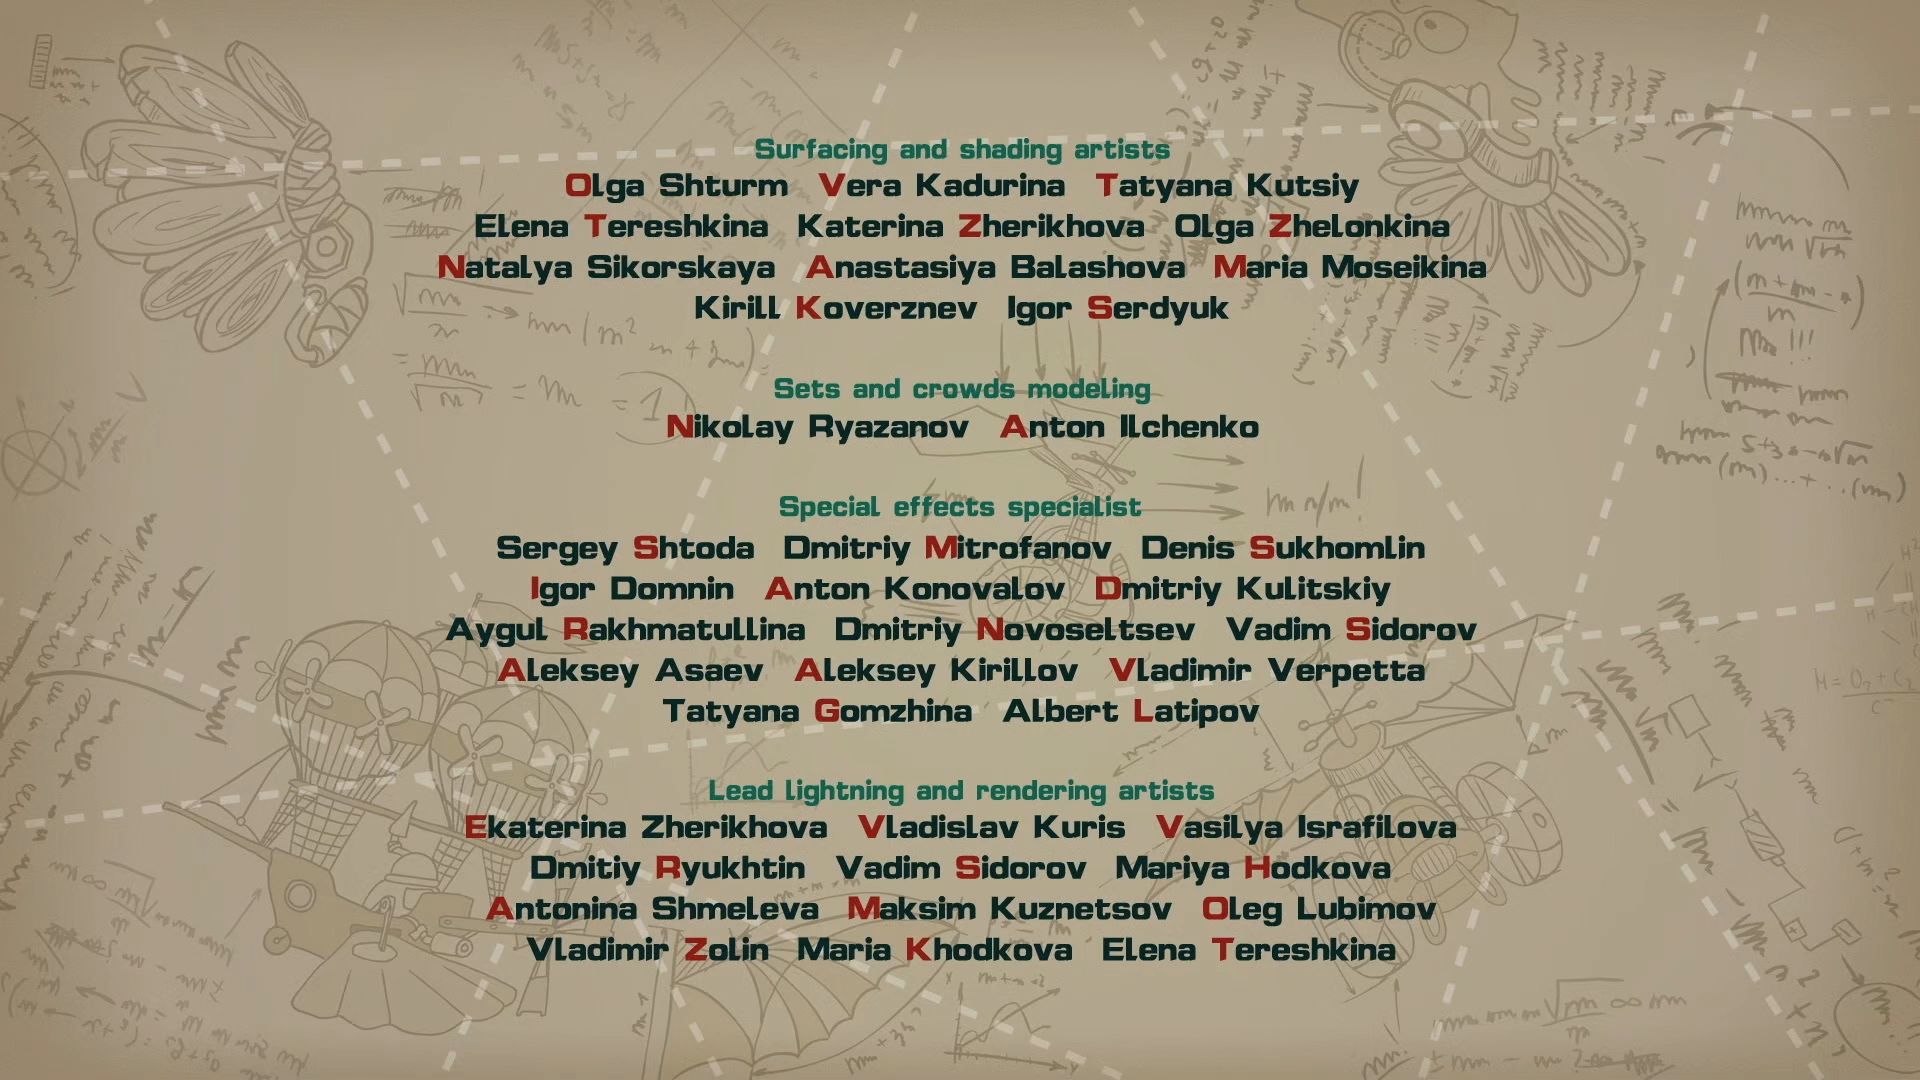 Surfacing and shading artists
Olga Shturm Vera Kadurina Tatyana Kutsiy
Elena Tereshkina Katerina Zherikhova Olga Zhelonkina
Natalya Sikorskaya Anastasiya Balashova Maria Moseikina
Kirill Koverznev Igor Serdyuk
Sets and crowds modeling
Nikolay Ryazanov Anton Ilchenko
Special effects specialist
Sergey Shtoda Dmitriy Mitrofanov Denis Sukhomlin
Igor Domnin Anton Konovalov Dmitriy Kulitskiy
Aygul Rakhmatullina Dmitriy Novoseltsev Vadim Sidorov
Aleksey Asaev Aleksey Kirillov Vladimir Verpetta
Tatyana Gomzhina Albert Latipov
Lead lightning and rendering artists
Ekaterina Zherikhova Vladislav Kuris Vasilya Israfilova
Dmitiy Ryukhtin Vadim Sidorov Mariya Hodkova
Antonina Shmeleva Maksim Kuznetsov Oleg Lubimov
Vladimir Zolin Maria Khodkova Elena Tereshkina